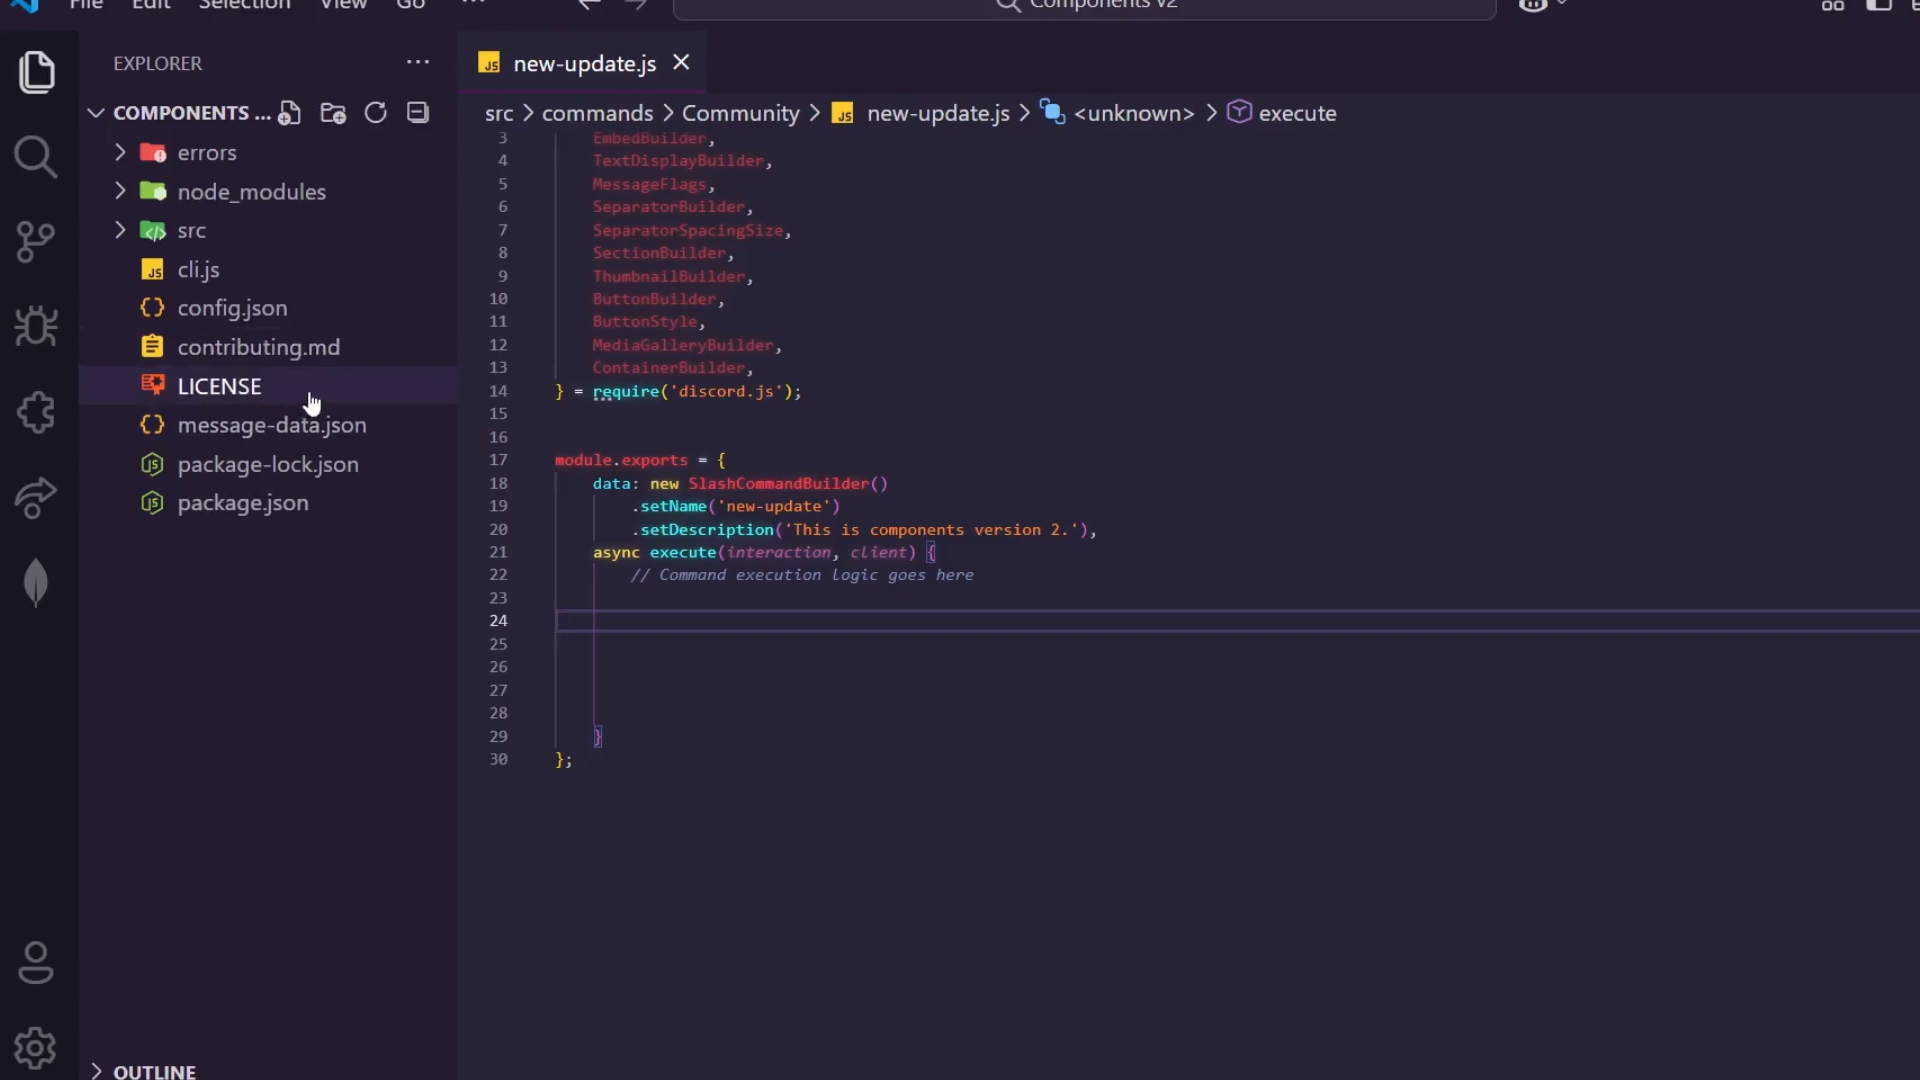 File Edit Selection View Go ...
Components v2
EXPLORER
COMPONENTS ...
errors
node_modules
src
cli.js
config.json
contributing.md
LICENSE
message-data.json
package-lock.json
package.json
OUTLINE
new-update.js
src > commands > Community > JS new-update.js > <unknown> > execute
3 EmbedBuilder,
4 TextDisplayBuilder,
5 MessageFlags,
6 SeparatorBuilder,
7 SeparatorSpacingSize,
8 SectionBuilder,
9 ThumbnailBuilder,
10 ButtonBuilder,
11 ButtonStyle,
12 MediaGalleryBuilder,
13 ContainerBuilder,
14 } = require('discord.js');
15
16
17 module.exports = {
18 data: new SlashCommandBuilder()
19 .setName('new-update')
20 .setDescription('This is components version 2.'),
21 async execute(interaction, client) {
22 // Command execution logic goes here
23
24
25
26
27
28
29 }
30 };